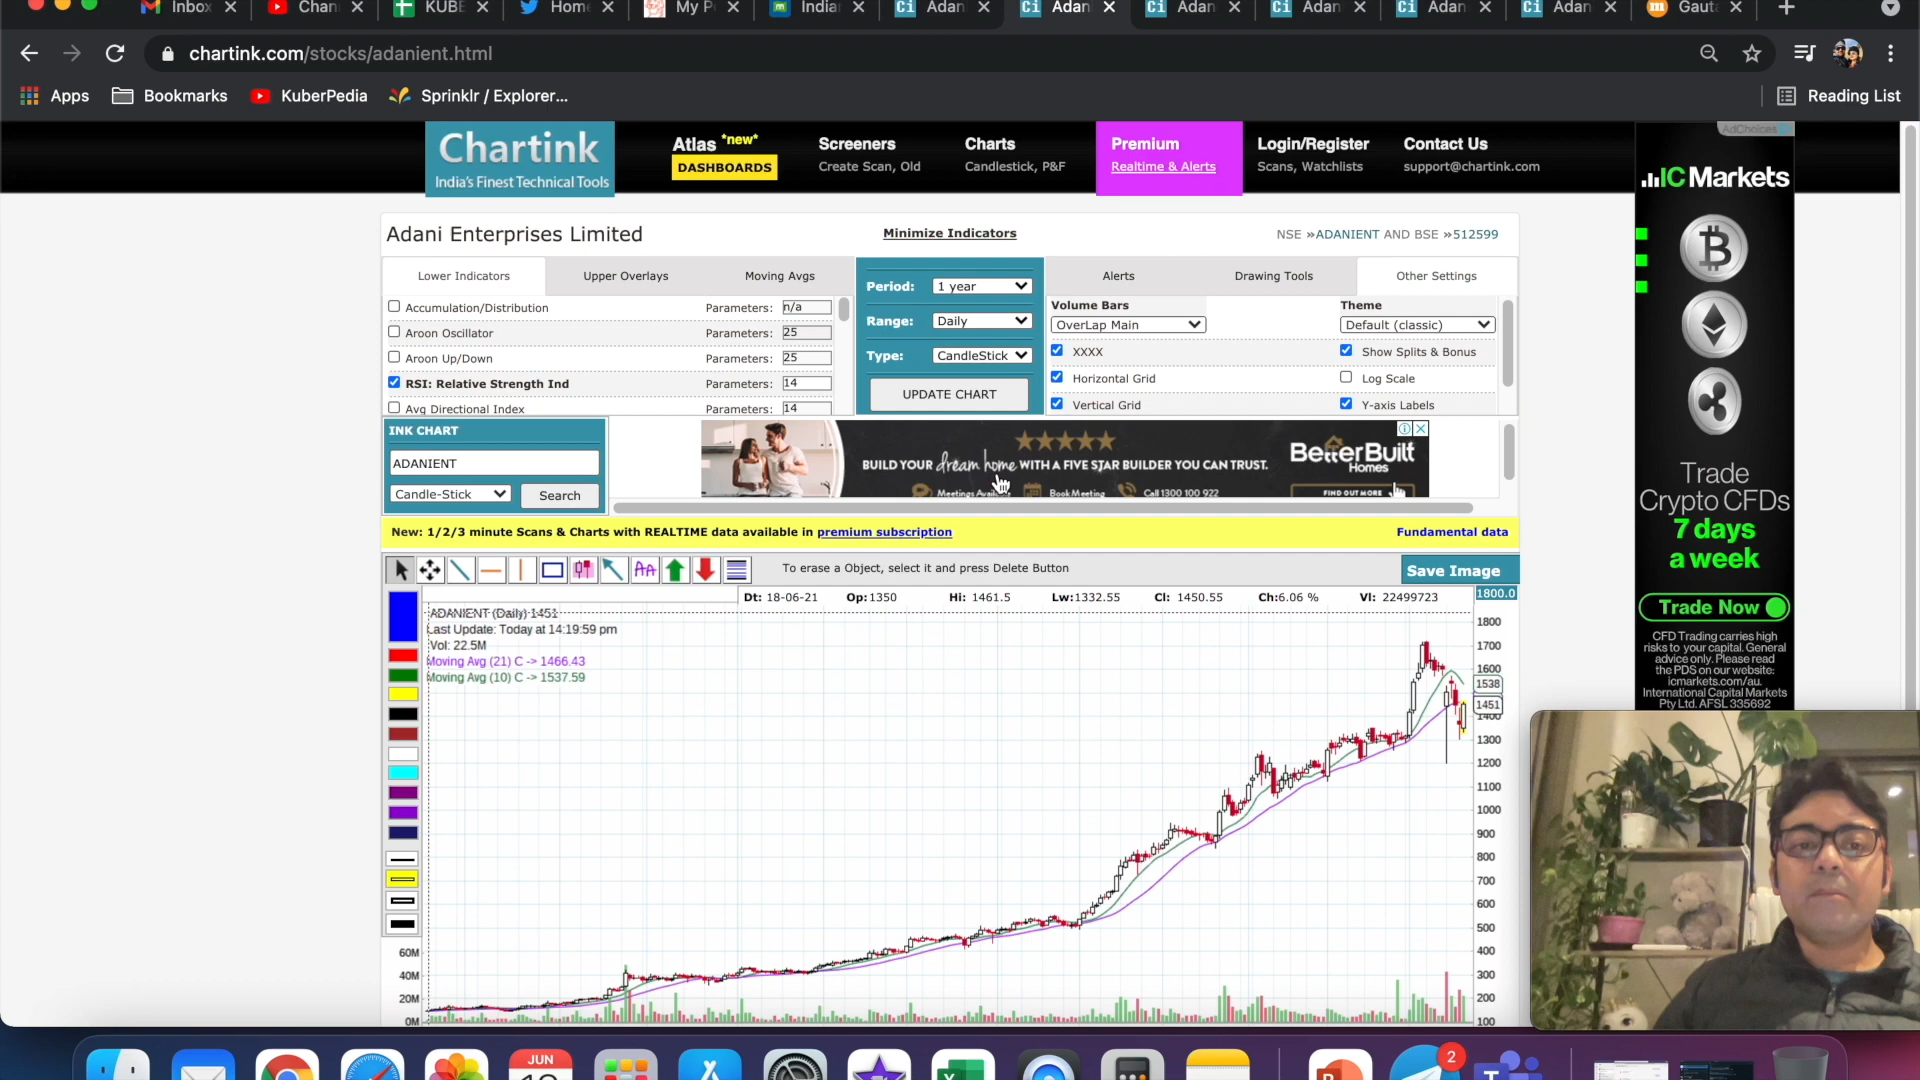 Inbox
Chan
KUBE
Hom
My P
India
Adan
Adan
Adan
Adan
Adan
Adan
Gauta
chartink.com/stocks/adanient.html
Apps
Bookmarks
KuberPedia
Sprinklr / Explorer...
Reading List
Chartink
India's Finest Technical Tools
Atlas *new*
DASHBOARDS
Screeners
Create Scan, Old
Charts
Candlestick, P&F
Premium
Realtime & Alerts
Login/Register
Scans, Watchlists
Contact Us
support@chartink.com
AdChoices
IC Markets
Adani Enterprises Limited
Minimize Indicators
NSE »ADANIENT AND BSE »512599
Lower Indicators
Upper Overlays
Moving Avgs
Period: 1 year
Range: Daily
Type: CandleStick
UPDATE CHART
Alerts
Drawing Tools
Other Settings
Accumulation/Distribution Parameters: n/a
Aroon Oscillator Parameters: 25
Aroon Up/Down Parameters: 25
RSI: Relative Strength Ind Parameters: 14
Avg Directional Index Parameters: 14
Volume Bars
OverLap Main
Theme
Default (classic)
XXXX
Show Splits & Bonus
Horizontal Grid
Log Scale
Vertical Grid
Y-axis Labels
INK CHART
ADANIENT
Candle-Stick
Search
BUILD YOUR dream home WITH A FIVE STAR BUILDER YOU CAN TRUST.
Book Meeting
Call 1300 100 922
BetterBuilt
Homes
FIND OUT MORE
New: 1/2/3 minute Scans & Charts with REALTIME data available in premium subscription
Fundamental data
To erase a Object, select it and press Delete Button
Save Image
Dt: 18-06-21 Op:1350 Hi: 1461.5 Lw:1332.55 Cl: 1450.55 Ch:6.06 % Vl: 22499723
1800.0
ADANIENT (Daily) 1451
Last Update: Today at 14:19:59 pm
Vol: 22.5M
Moving Avg (21) C -> 1466.43
Moving Avg (10) C -> 1537.59
1800
1700
1600
1538
1451
1400
1300
1200
1100
1000
900
800
700
600
500
400
300
200
100
60M
40M
20M
0M
Trade
Crypto CFDs
7 days
a week
Trade Now
CFD Trading carries high
risks to your capital. General
advice only. Please read
the PDS on our website:
icmarkets.com/au.
International Capital Markets
Pty Ltd. AFSL 335692
JUN
2